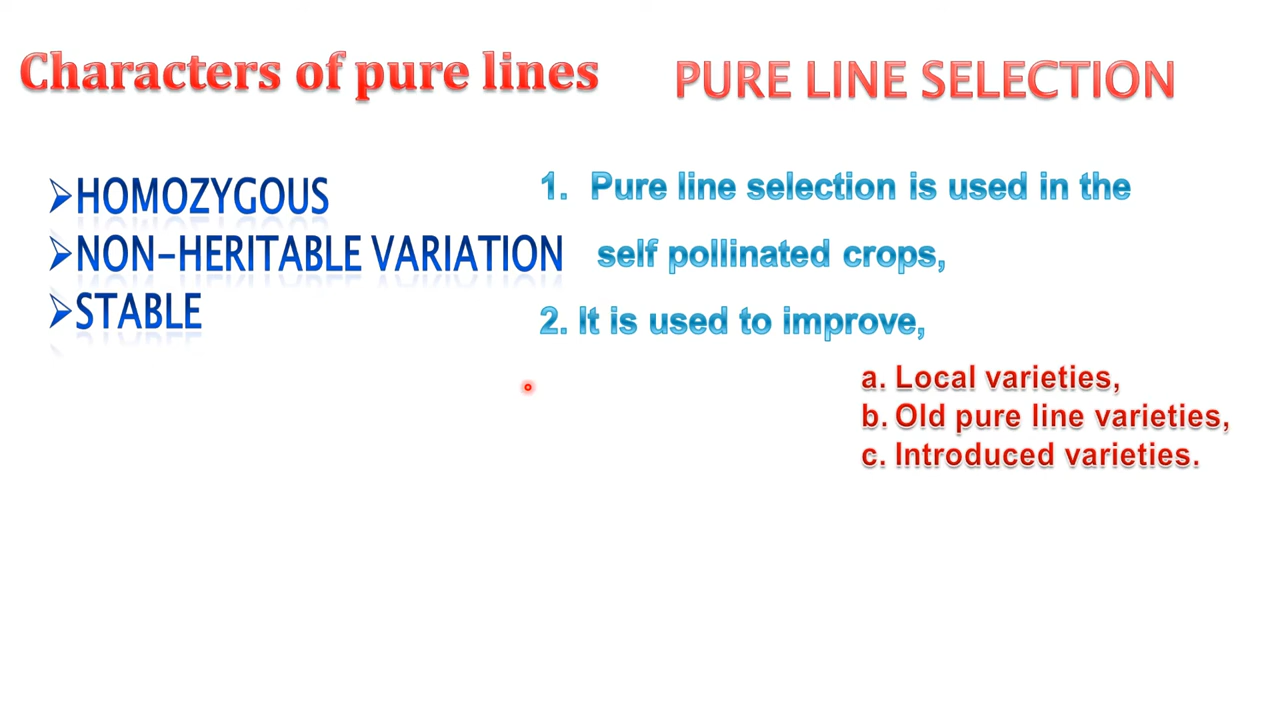 Characters of pure lines
➢HOMOZYGOUS
➢NON-HERITABLE VARIATION
➢STABLE
PURE LINE SELECTION
1. Pure line selection is used in the
self pollinated crops,
2. It is used to improve,
a. Local varieties,
b. Old pure line varieties,
c. Introduced varieties.